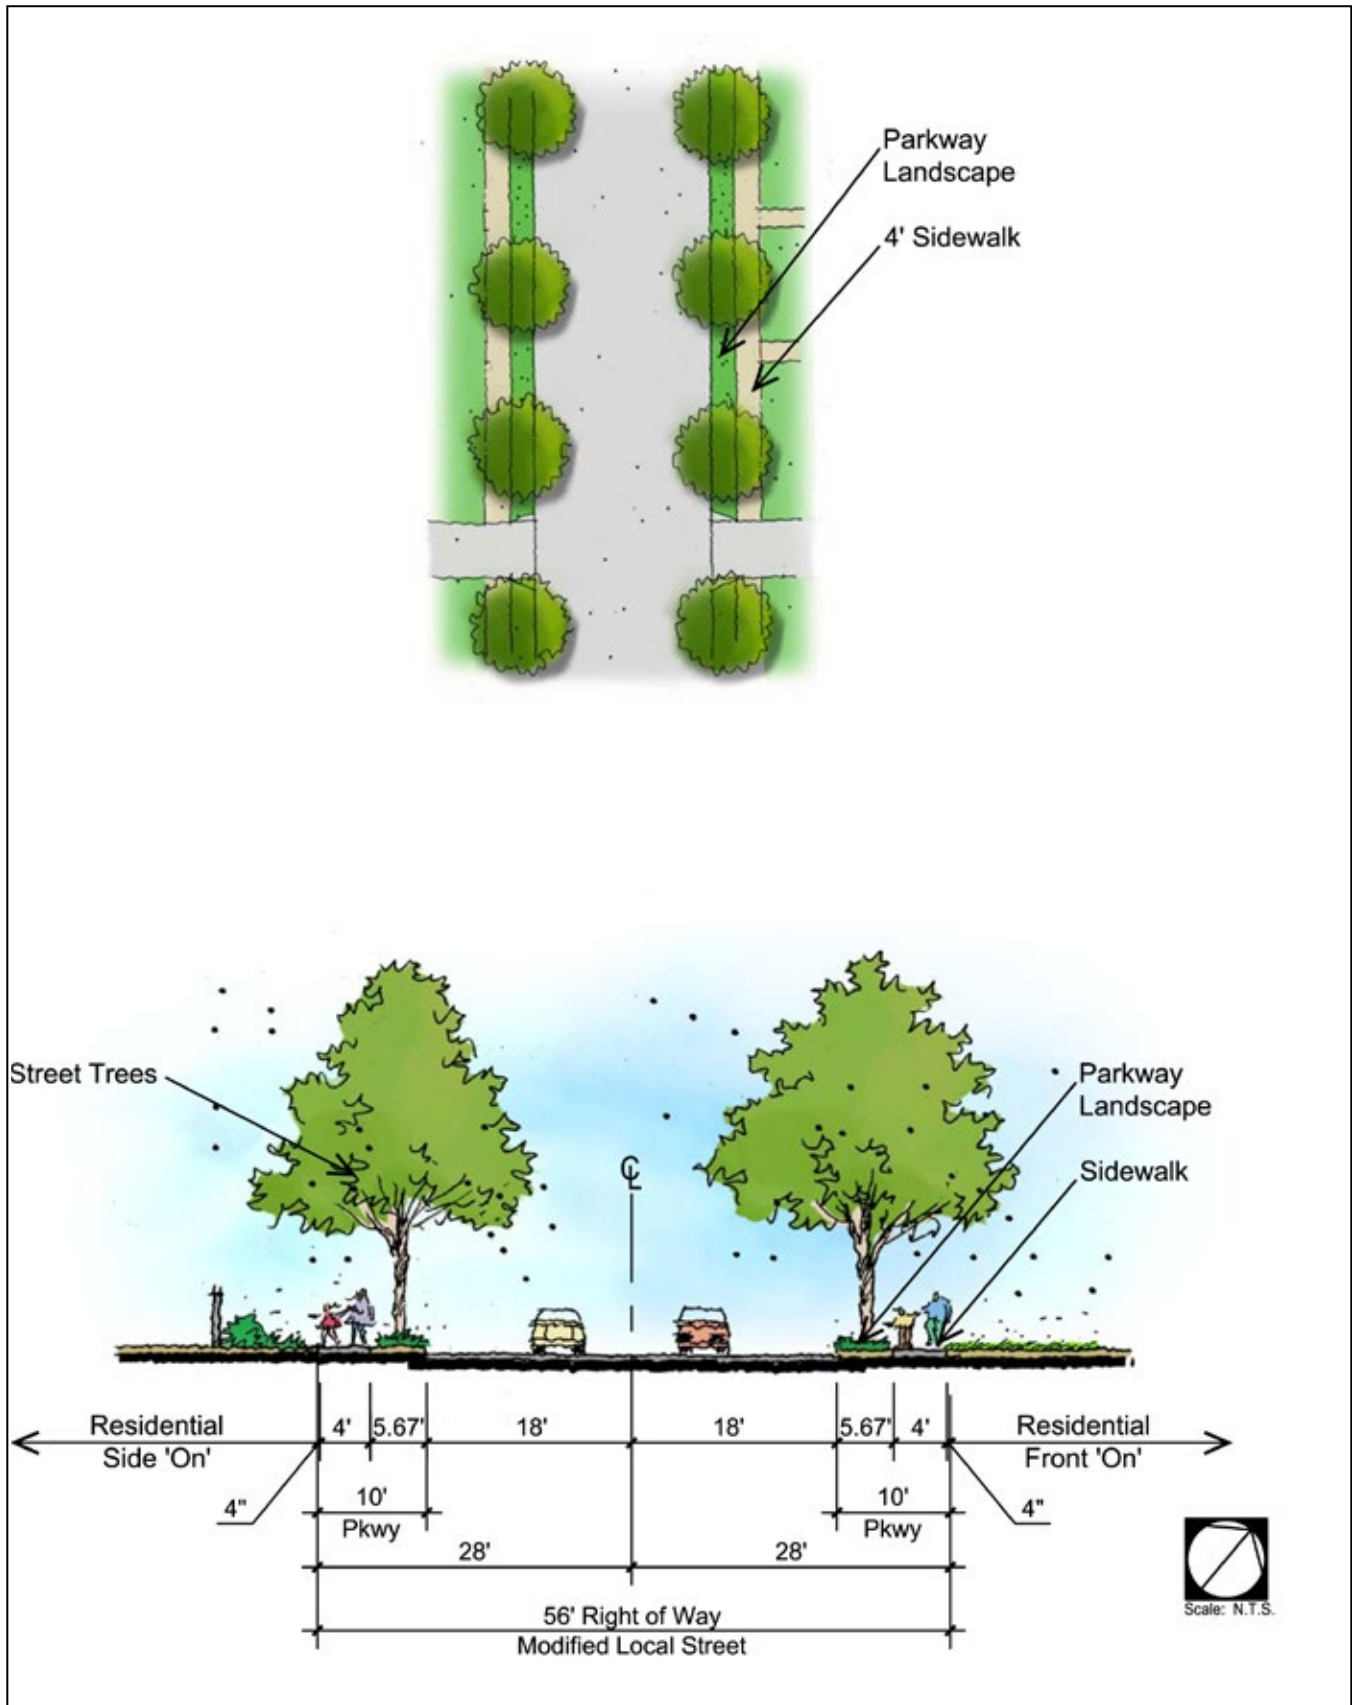 Parkway
Landscape
4' Sidewalk
Street Trees
Parkway
Landscape
Sidewalk
CL
Residential
Side 'On'
4'
5.67'
18'
18'
5.67'
4'
Residential
Front 'On'
4"
10'
Pkwy
10'
Pkwy
4"
28'
28'
56' Right of Way
Modified Local Street
Scale: N.T.S.